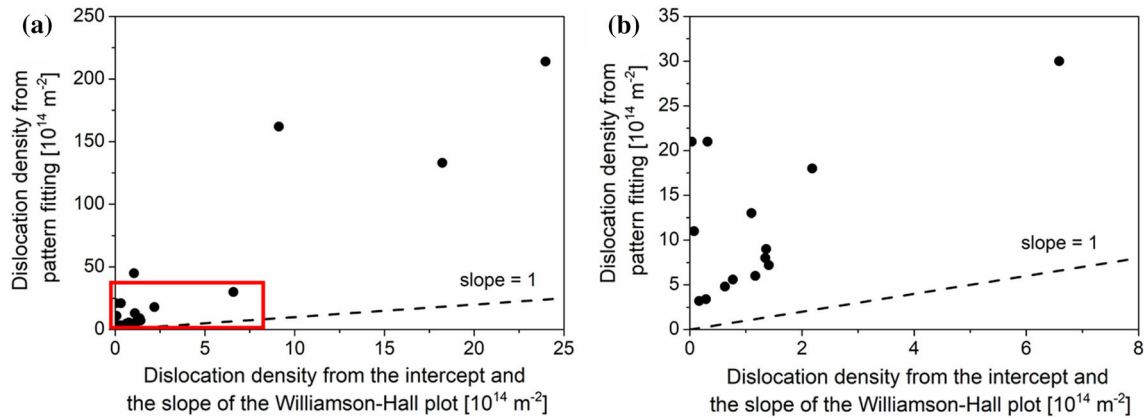 (a)
250
200
150
100
50
0
Dislocation density from
pattern fitting [10¹⁴ m⁻²]
slope = 1
0 5 10 15 20 25
Dislocation density from the intercept and
the slope of the Williamson-Hall plot [10¹⁴ m⁻²]
(b)
35
30
25
20
15
10
5
0
Dislocation density from
pattern fitting [10¹⁴ m⁻²]
slope = 1
0 2 4 6 8
Dislocation density from the intercept and
the slope of the Williamson-Hall plot [10¹⁴ m⁻²]